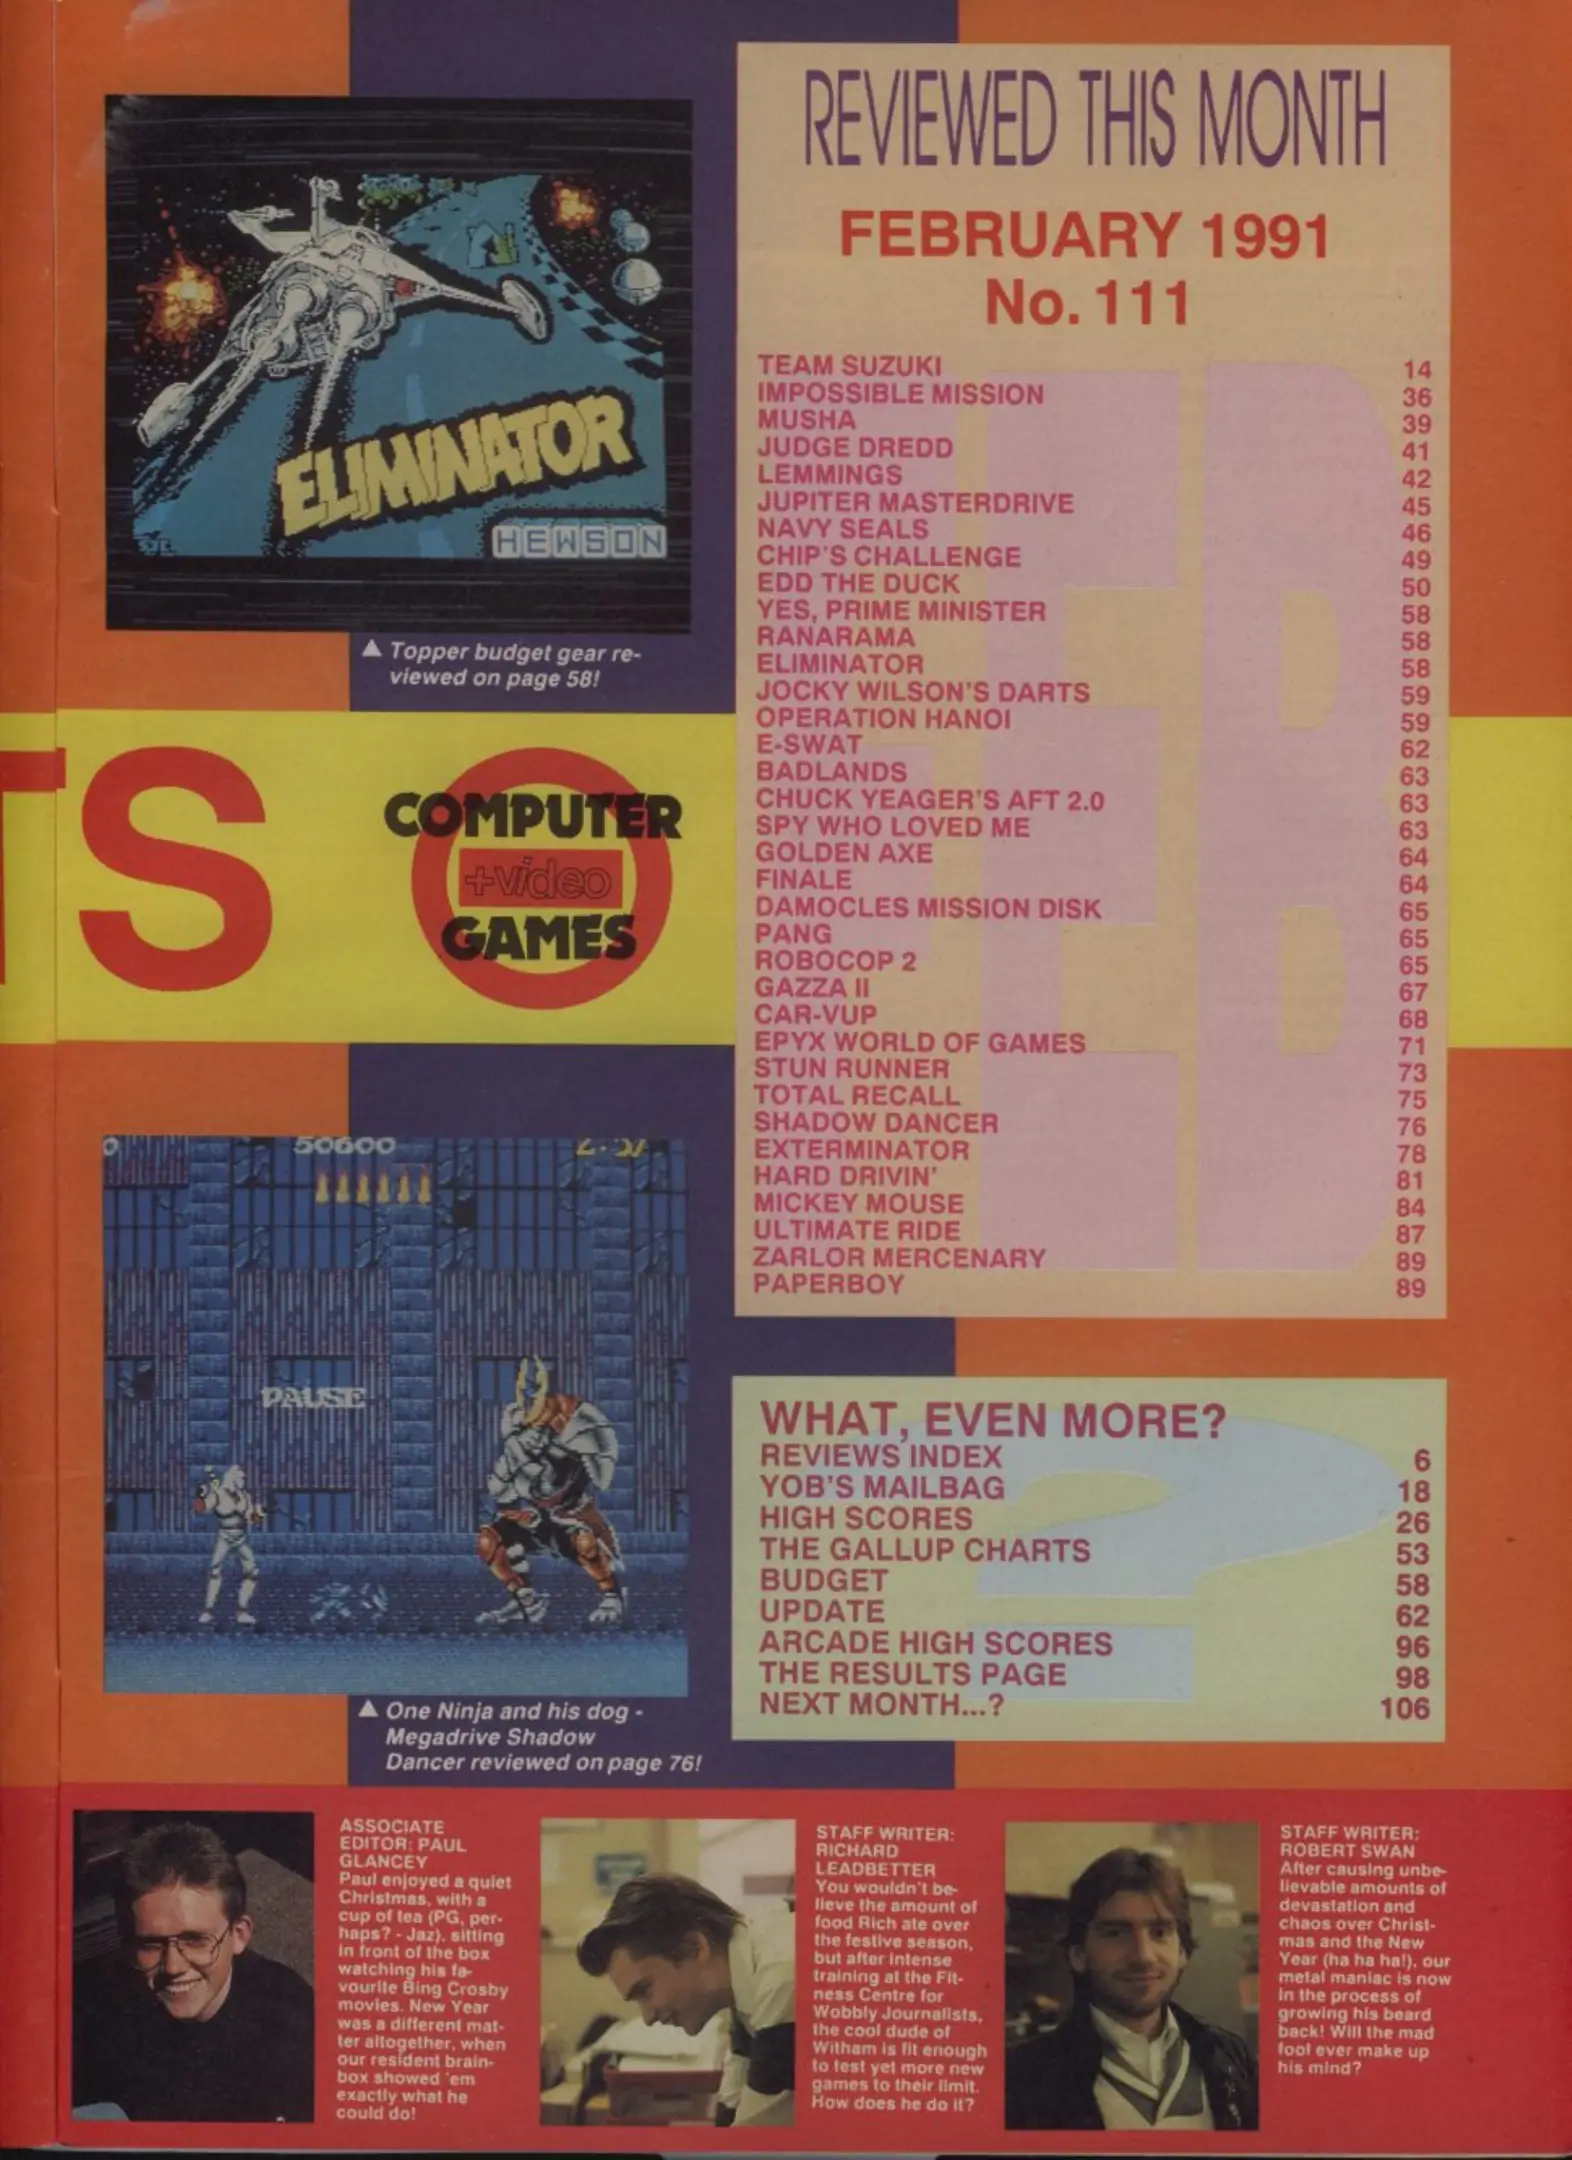 REVIEWED THIS MONTH
FEBRUARY 1991
No. 111
TEAM SUZUKI 14
IMPOSSIBLE MISSION 36
MUSHA 39
JUDGE DREDD 41
LEMMINGS 42
JUPITER MASTERDRIVE 45
NAVY SEALS 46
CHIP'S CHALLENGE 49
EDD THE DUCK 50
YES, PRIME MINISTER 58
RANARAMA 58
ELIMINATOR 58
JOCKY WILSON'S DARTS 59
OPERATION HANOI 59
E-SWAT 62
BADLANDS 63
CHUCK YEAGER'S AFT 2.0 63
SPY WHO LOVED ME 63
GOLDEN AXE 64
FINALE 64
DAMOCLES MISSION DISK 65
PANG 65
ROBOCOP 2 65
GAZZA II 67
CAR-VUP 68
EPYX WORLD OF GAMES 71
STUN RUNNER 73
TOTAL RECALL 75
SHADOW DANCER 76
EXTERMINATOR 78
HARD DRIVIN' 81
MICKEY MOUSE 84
ULTIMATE RIDE 87
ZARLOR MERCENARY 89
PAPERBOY 89
FEB
ELIMINATOR
HEWSON
▲ Topper budget gear re-
viewed on page 58!
TS
COMPUTER
+video
GAMES
0 50600
PAUSE
▲ One Ninja and his dog -
Megadrive Shadow
Dancer reviewed on page 76!
WHAT, EVEN MORE?
REVIEWS INDEX 6
YOB'S MAILBAG 18
HIGH SCORES 26
THE GALLUP CHARTS 53
BUDGET 58
UPDATE 62
ARCADE HIGH SCORES 96
THE RESULTS PAGE 98
NEXT MONTH...? 106
?
ASSOCIATE
EDITOR: PAUL
GLANCEY
Paul enjoyed a quiet
Christmas, with a
cup of tea (PG, per-
haps? - Jaz), sitting
in front of the box
watching his fa-
vourite Bing Crosby
movies. New Year
was a different mat-
ter altogether, when
our resident brain-
box showed 'em
exactly what he
could do!
STAFF WRITER:
RICHARD
LEADBETTER
You wouldn't be-
lieve the amount of
food Rich ate over
the festive season,
but after intense
training at the Fit-
ness Centre for
Wobbly Journalists,
the cool dude of
Witham is fit enough
to test yet more new
games to their limit.
How does he do it?
STAFF WRITER:
ROBERT SWAN
After causing unbe-
lievable amounts of
devastation and
chaos over Christ-
mas and the New
Year (ha ha ha!), our
metal maniac is now
in the process of
growing his beard
back! Will the mad
fool ever make up
his mind?